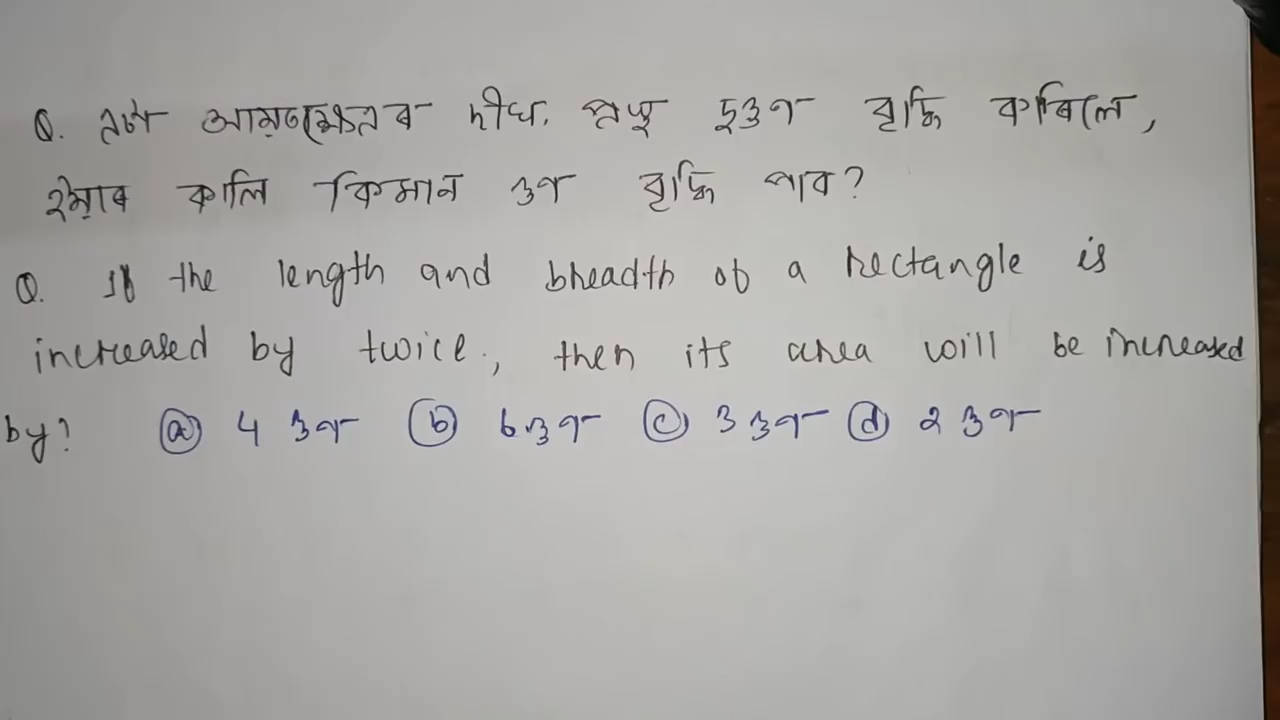 Q. এটা আয়তক্ষেত্ৰৰ দীঘ, প্ৰস্থ দুগুণ বৃদ্ধি কৰিলে,
ইয়াৰ কালি কিমান গুণ বৃদ্ধি পাব?
Q. If the length and breadth of a rectangle is
increased by twice, then its area will be increased
by? (a) 4 গুণ (b) 6 গুণ (c) 3 গুণ (d) 2 গুণ